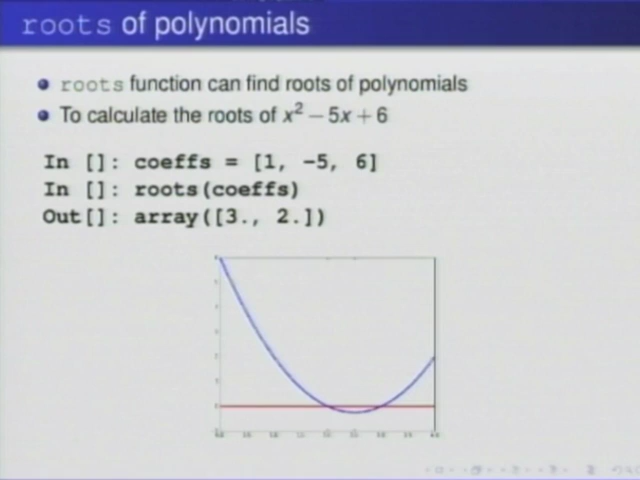 roots of polynomials
roots function can find roots of polynomials
To calculate the roots of x² − 5x + 6
In []: coeffs = [1, -5, 6]
In []: roots(coeffs)
Out[]: array([3., 2.])